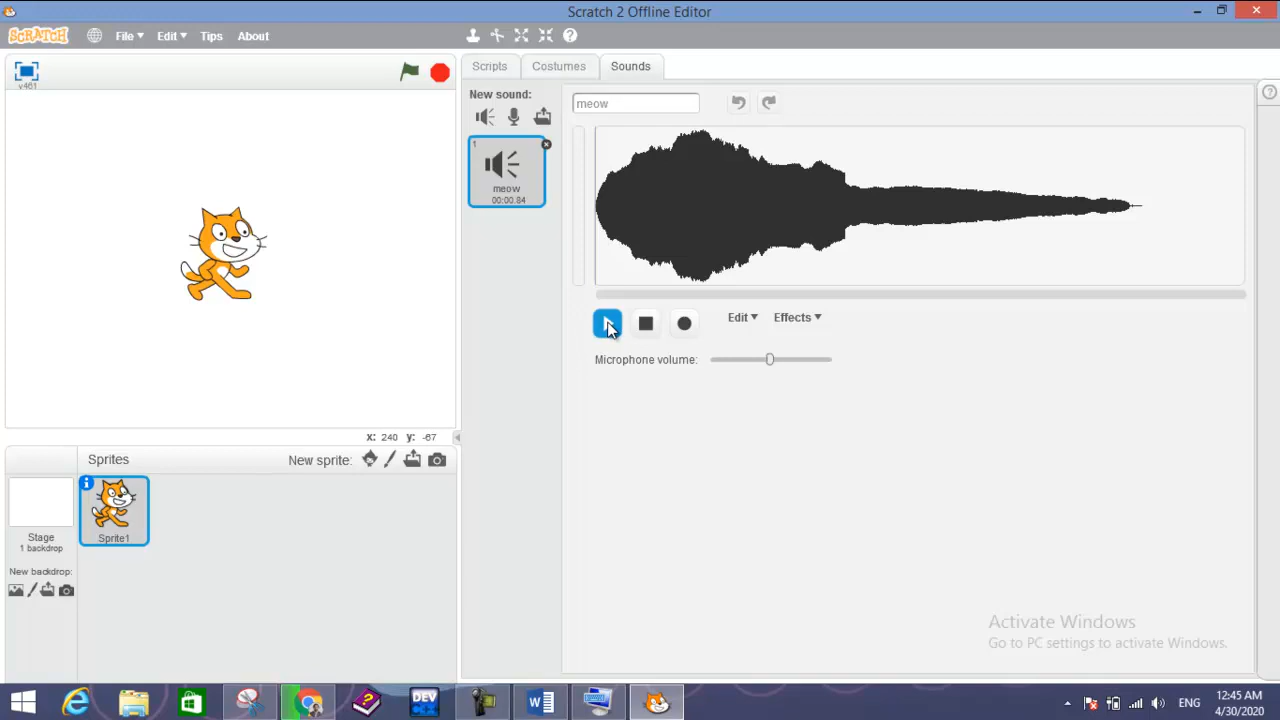 Scratch 2 Offline Editor
SCRATCH File Edit Tips About
v461
Scripts Costumes Sounds
New sound:
meow
1
meow
00:00.84
Edit Effects
Microphone volume:
x: 240 y: -67
Sprites New sprite:
Stage
1 backdrop
New backdrop:
Sprite1
Activate Windows
Go to PC settings to activate Windows.
DEV
ENG
12:45 AM
4/30/2020